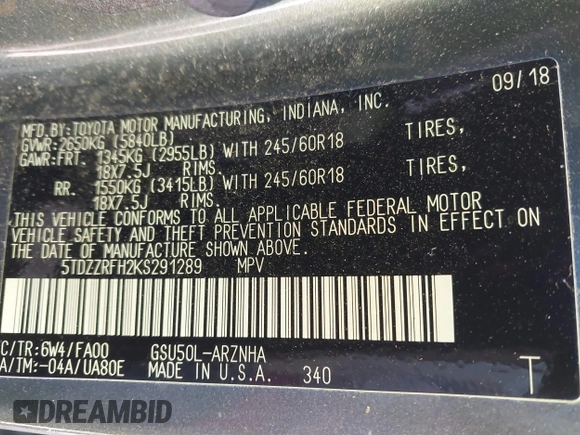 09/18
MFD.BY:TOYOTA MOTOR MANUFACTURING, INDIANA, INC.
GVWR:2650KG (5840LB)
GAWR:FRT. 1345KG (2955LB) WITH 245/60R18 TIRES,
18X7.5J RIMS.
RR. 1550KG (3415LB) WITH 245/60R18 TIRES,
18X7.5J RIMS.
THIS VEHICLE CONFORMS TO ALL APPLICABLE FEDERAL MOTOR
VEHICLE SAFETY AND THEFT PREVENTION STANDARDS IN EFFECT ON
THE DATE OF MANUFACTURE SHOWN ABOVE.
5TDZZRFH2KS291289 MPV
C/TR:6W4/FA00 GSU50L-ARZNHA
A/TM:-04A/UA80E MADE IN U.S.A. 340 T
DREAMBID